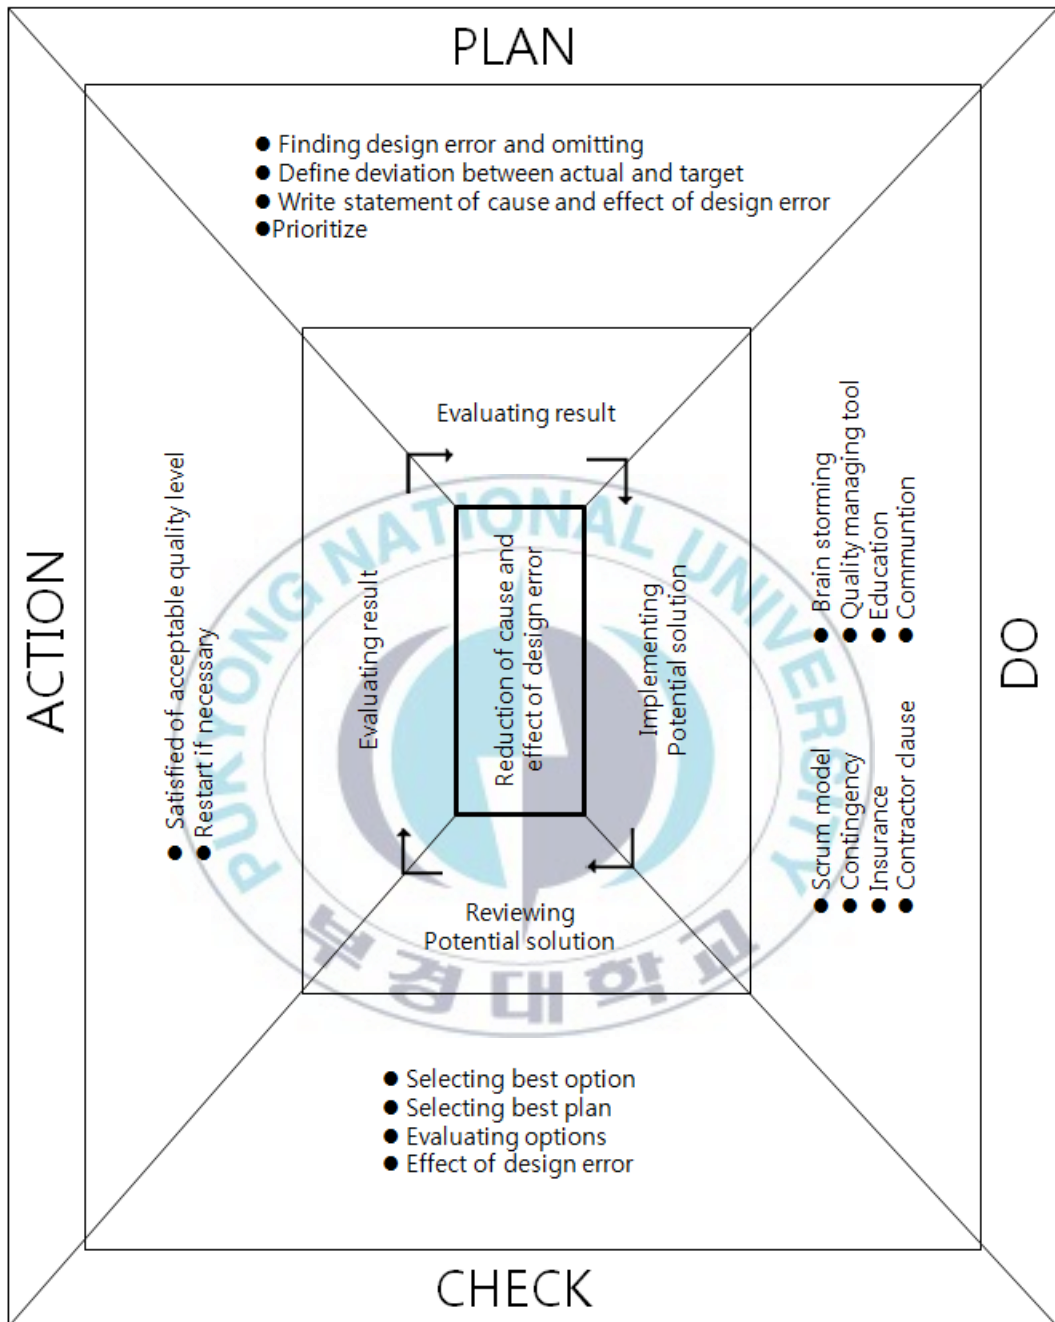 PLAN
● Finding design error and omitting
● Define deviation between actual and target
● Write statement of cause and effect of design error
●Prioritize
Evaluating result
ACTION
● Satisfied of acceptable quality level
● Restart if necessary
Evaluating result
Reduction of cause and
effect of design error
Implementing
Potential solution
● Brain storming
● Quality managing tool
● Education
● Communtion
● Scrum model
● Contingency
● Insurance
● Contractor clause
DO
Reviewing
Potential solution
● Selecting best option
● Selecting best plan
● Evaluating options
● Effect of design error
CHECK
PUKYONG NATIONAL UNIVERSITY
부경대학교